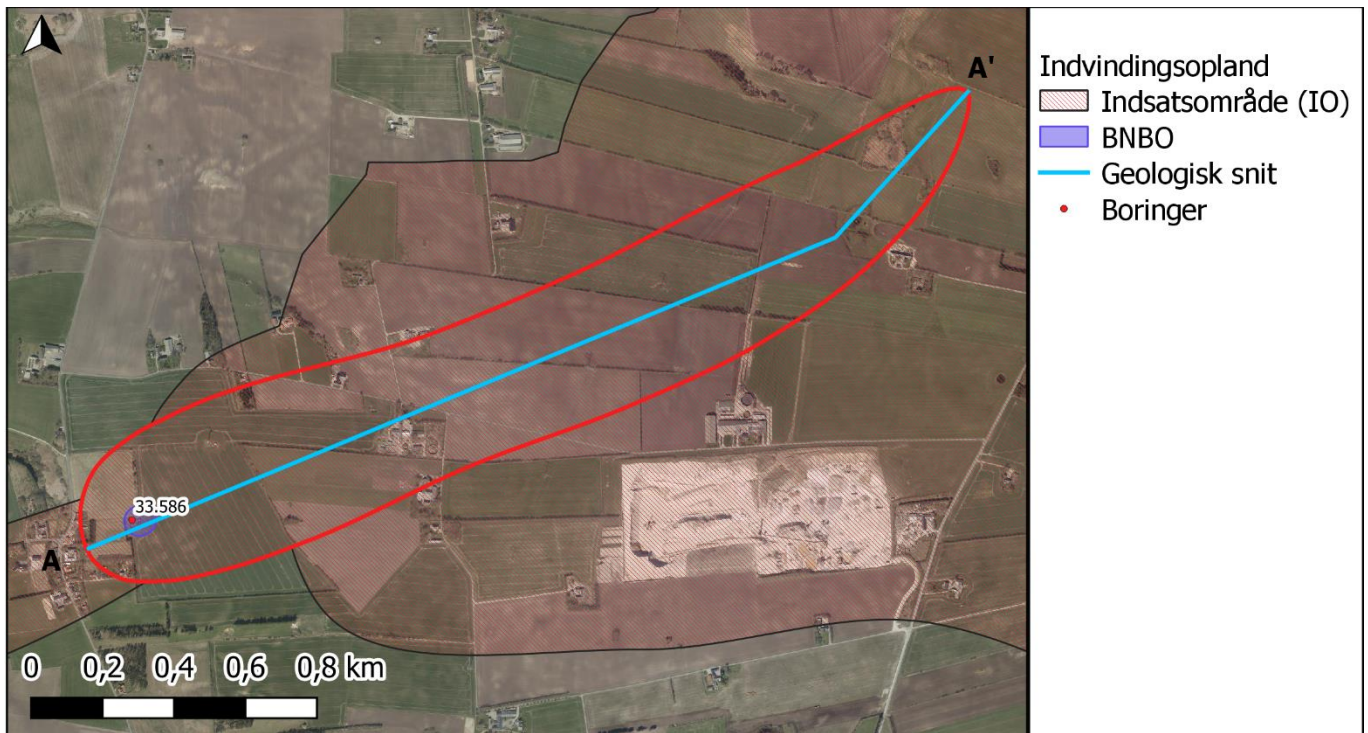 A'
33.586
A
0 0,2 0,4 0,6 0,8 km
Indvindingsopland
Indsatsområde (IO)
BNBO
Geologisk snit
Boringer